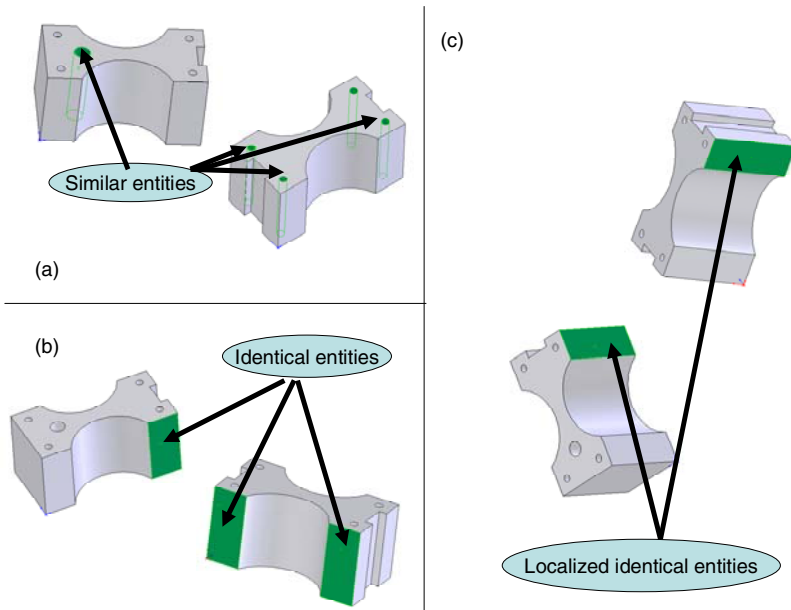 Similar entities
(a)
(b)
Identical entities
(c)
Localized identical entities